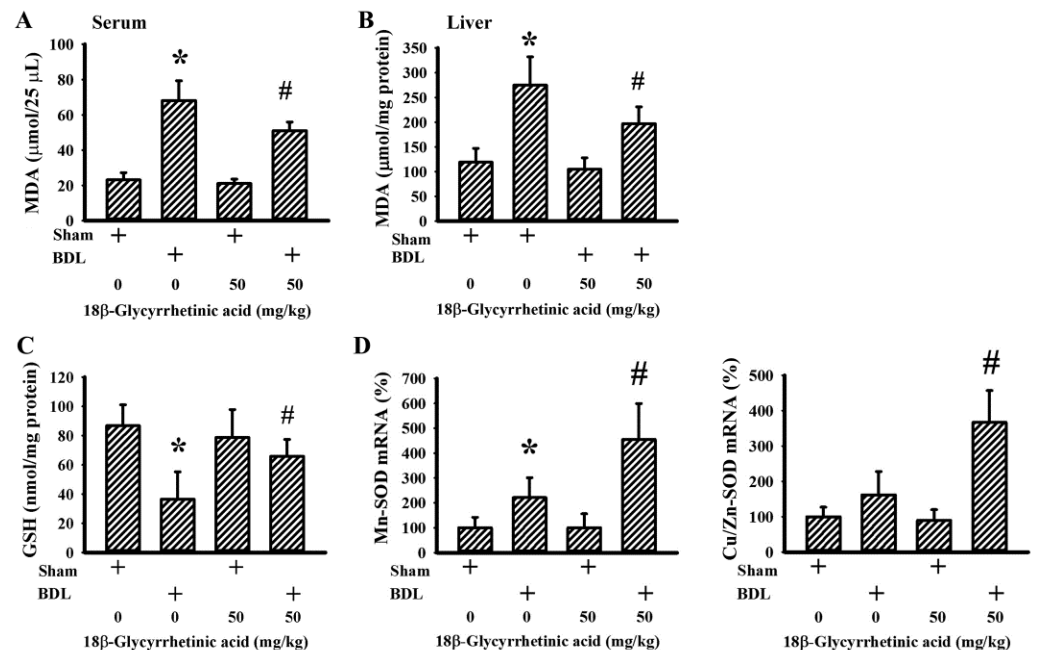 A Serum
MDA (μmol/25 μL)
100
80
60
40
20
0
* #
Sham + +
BDL + +
0 0 50 50
18β-Glycyrrhetinic acid (mg/kg)
B Liver
MDA (μmol/mg protein)
350
300
250
200
150
100
50
0
* #
Sham + +
BDL + +
0 0 50 50
18β-Glycyrrhetinic acid (mg/kg)
C
GSH (nmol/mg protein)
120
100
80
60
40
20
0
* #
Sham + +
BDL + +
0 0 50 50
18β-Glycyrrhetinic acid (mg/kg)
D
Mn-SOD mRNA (%)
700
600
500
400
300
200
100
0
* #
Sham + +
BDL + +
0 0 50 50
18β-Glycyrrhetinic acid (mg/kg)
Cu/Zn-SOD mRNA (%)
500
400
300
200
100
0
#
Sham + +
BDL + +
0 0 50 50
18β-Glycyrrhetinic acid (mg/kg)